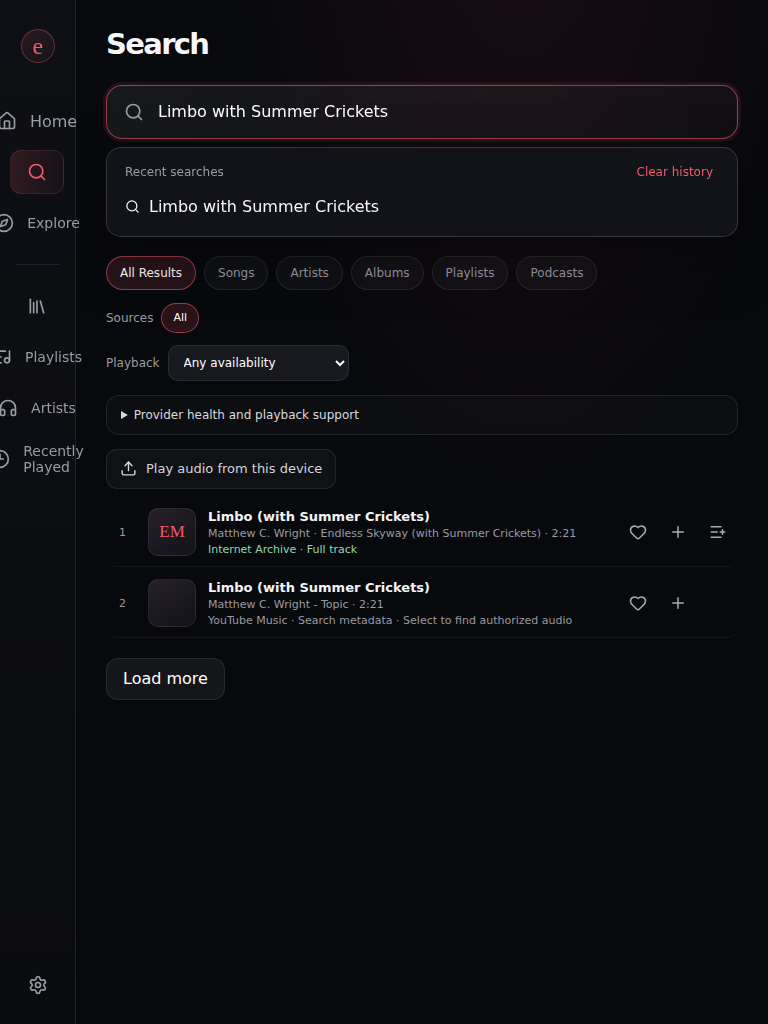 e
Search
Home
Explore
Playlists
Artists
Recently
Played
Limbo with Summer Crickets
Recent searches
Clear history
Limbo with Summer Crickets
All Results
Songs
Artists
Albums
Playlists
Podcasts
Sources
All
Playback
Any availability
Provider health and playback support
Play audio from this device
1
EM
Limbo (with Summer Crickets)
Matthew C. Wright · Endless Skyway (with Summer Crickets) · 2:21
Internet Archive · Full track
2
Limbo (with Summer Crickets)
Matthew C. Wright - Topic · 2:21
YouTube Music · Search metadata · Select to find authorized audio
Load more